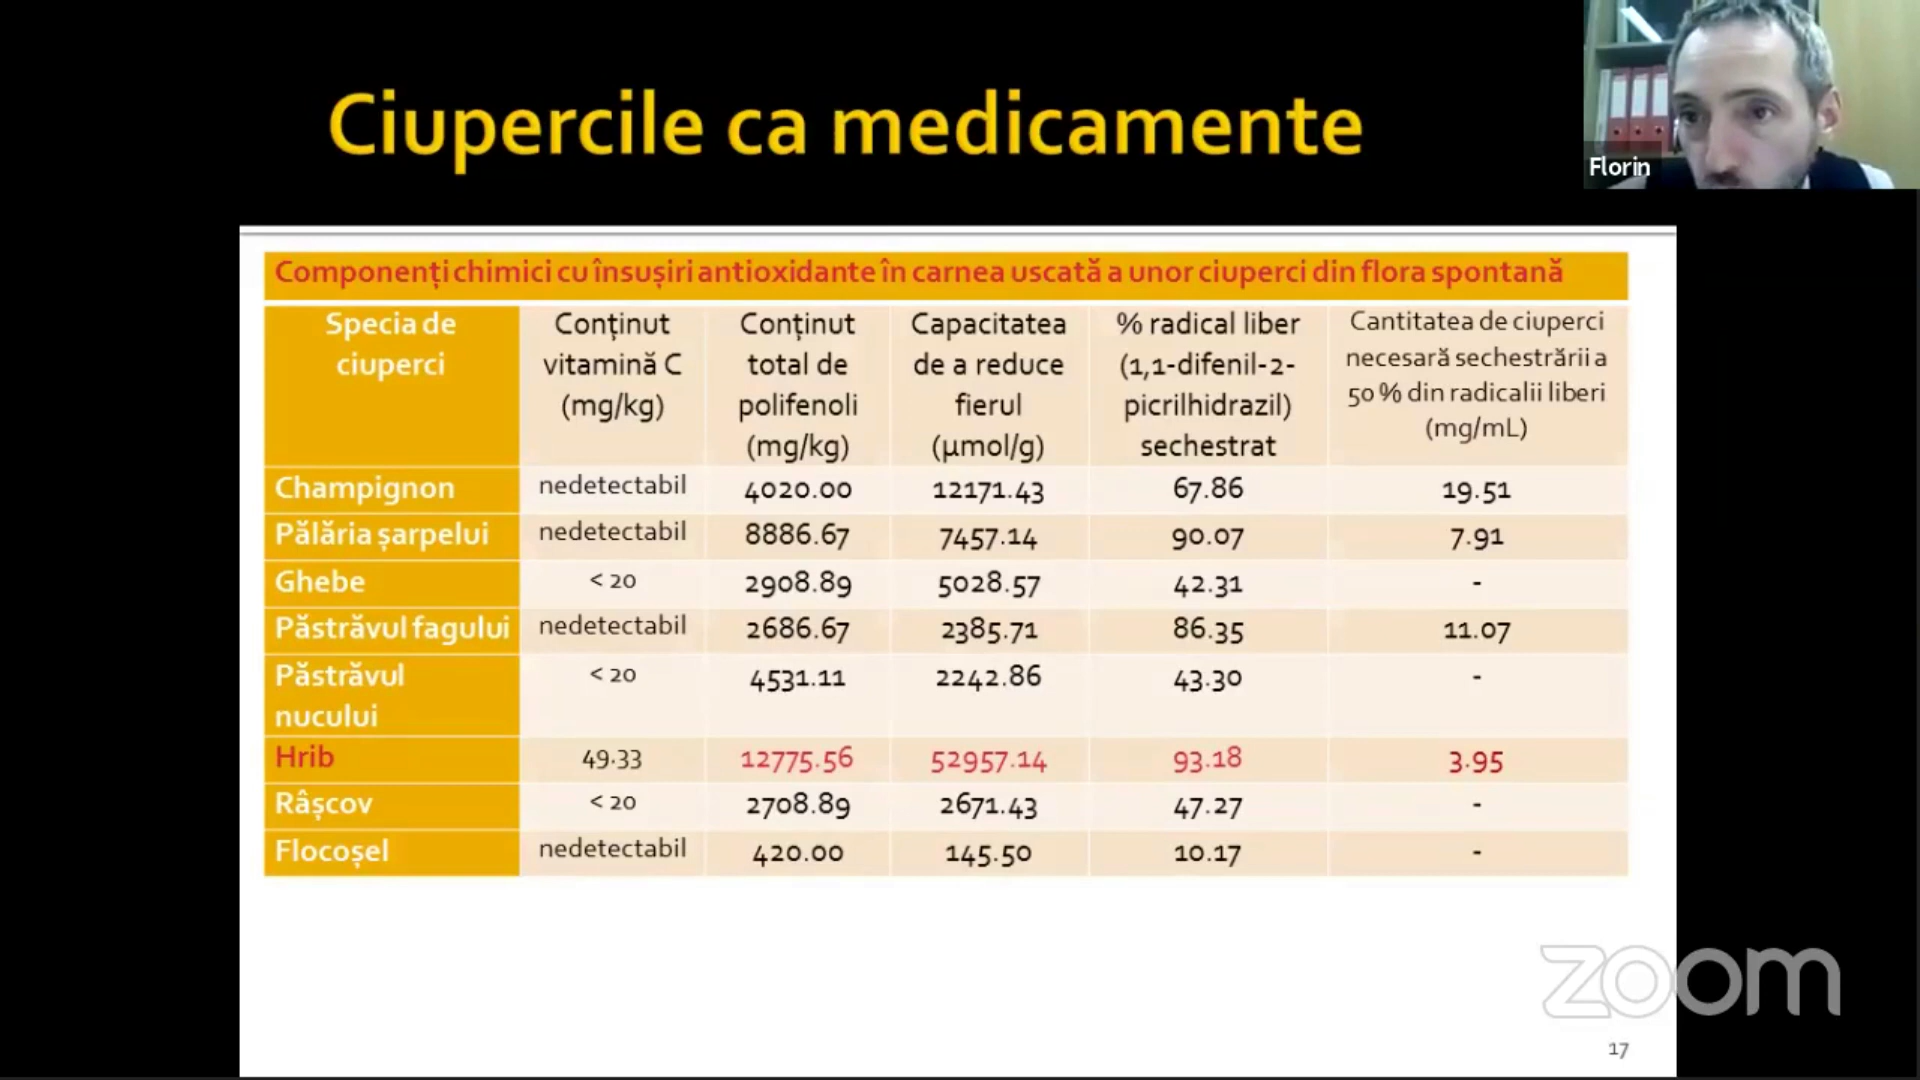 Ciupercile ca medicamente
Florin
Componenți chimici cu însușiri antioxidante în carnea uscată a unor ciuperci din flora spontană
Specia de ciuperci
Conținut vitamină C (mg/kg)
Conținut total de polifenoli (mg/kg)
Capacitatea de a reduce fierul (µmol/g)
% radical liber (1,1-difenil-2-picrilhidrazil) sechestrat
Cantitatea de ciuperci necesară sechestrării a 50 % din radicalii liberi (mg/mL)
Champignon nedetectabil 4020.00 12171.43 67.86 19.51
Pălăria șarpelui nedetectabil 8886.67 7457.14 90.07 7.91
Ghebe < 20 2908.89 5028.57 42.31 -
Păstrăvul fagului nedetectabil 2686.67 2385.71 86.35 11.07
Păstrăvul nucului < 20 4531.11 2242.86 43.30 -
Hrib 49.33 12775.56 52957.14 93.18 3.95
Râșcov < 20 2708.89 2671.43 47.27 -
Flocoșel nedetectabil 420.00 145.50 10.17 -
zoom
17